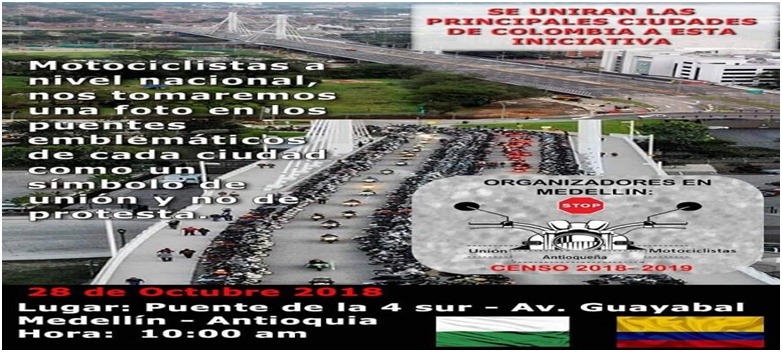 SE UNIRAN LAS
PRINCIPALES CIUDADES
DE COLOMBIA A ESTA
INICIATIVA
Motociclistas a
nivel nacional,
nos tomaremos
una foto en los
puentes
emblemáticos
de cada ciudad
como un
símbolo de
unión y no de
protesta.
ORGANIZADORES EN
MEDELLÍN:
STOP
Unión Motociclistas
Antioqueña
CENSO 2018- 2019
28 de Octubre 2018
Lugar: Puente de la 4 sur – Av. Guayabal
Medellín – Antioquia
Hora: 10:00 am